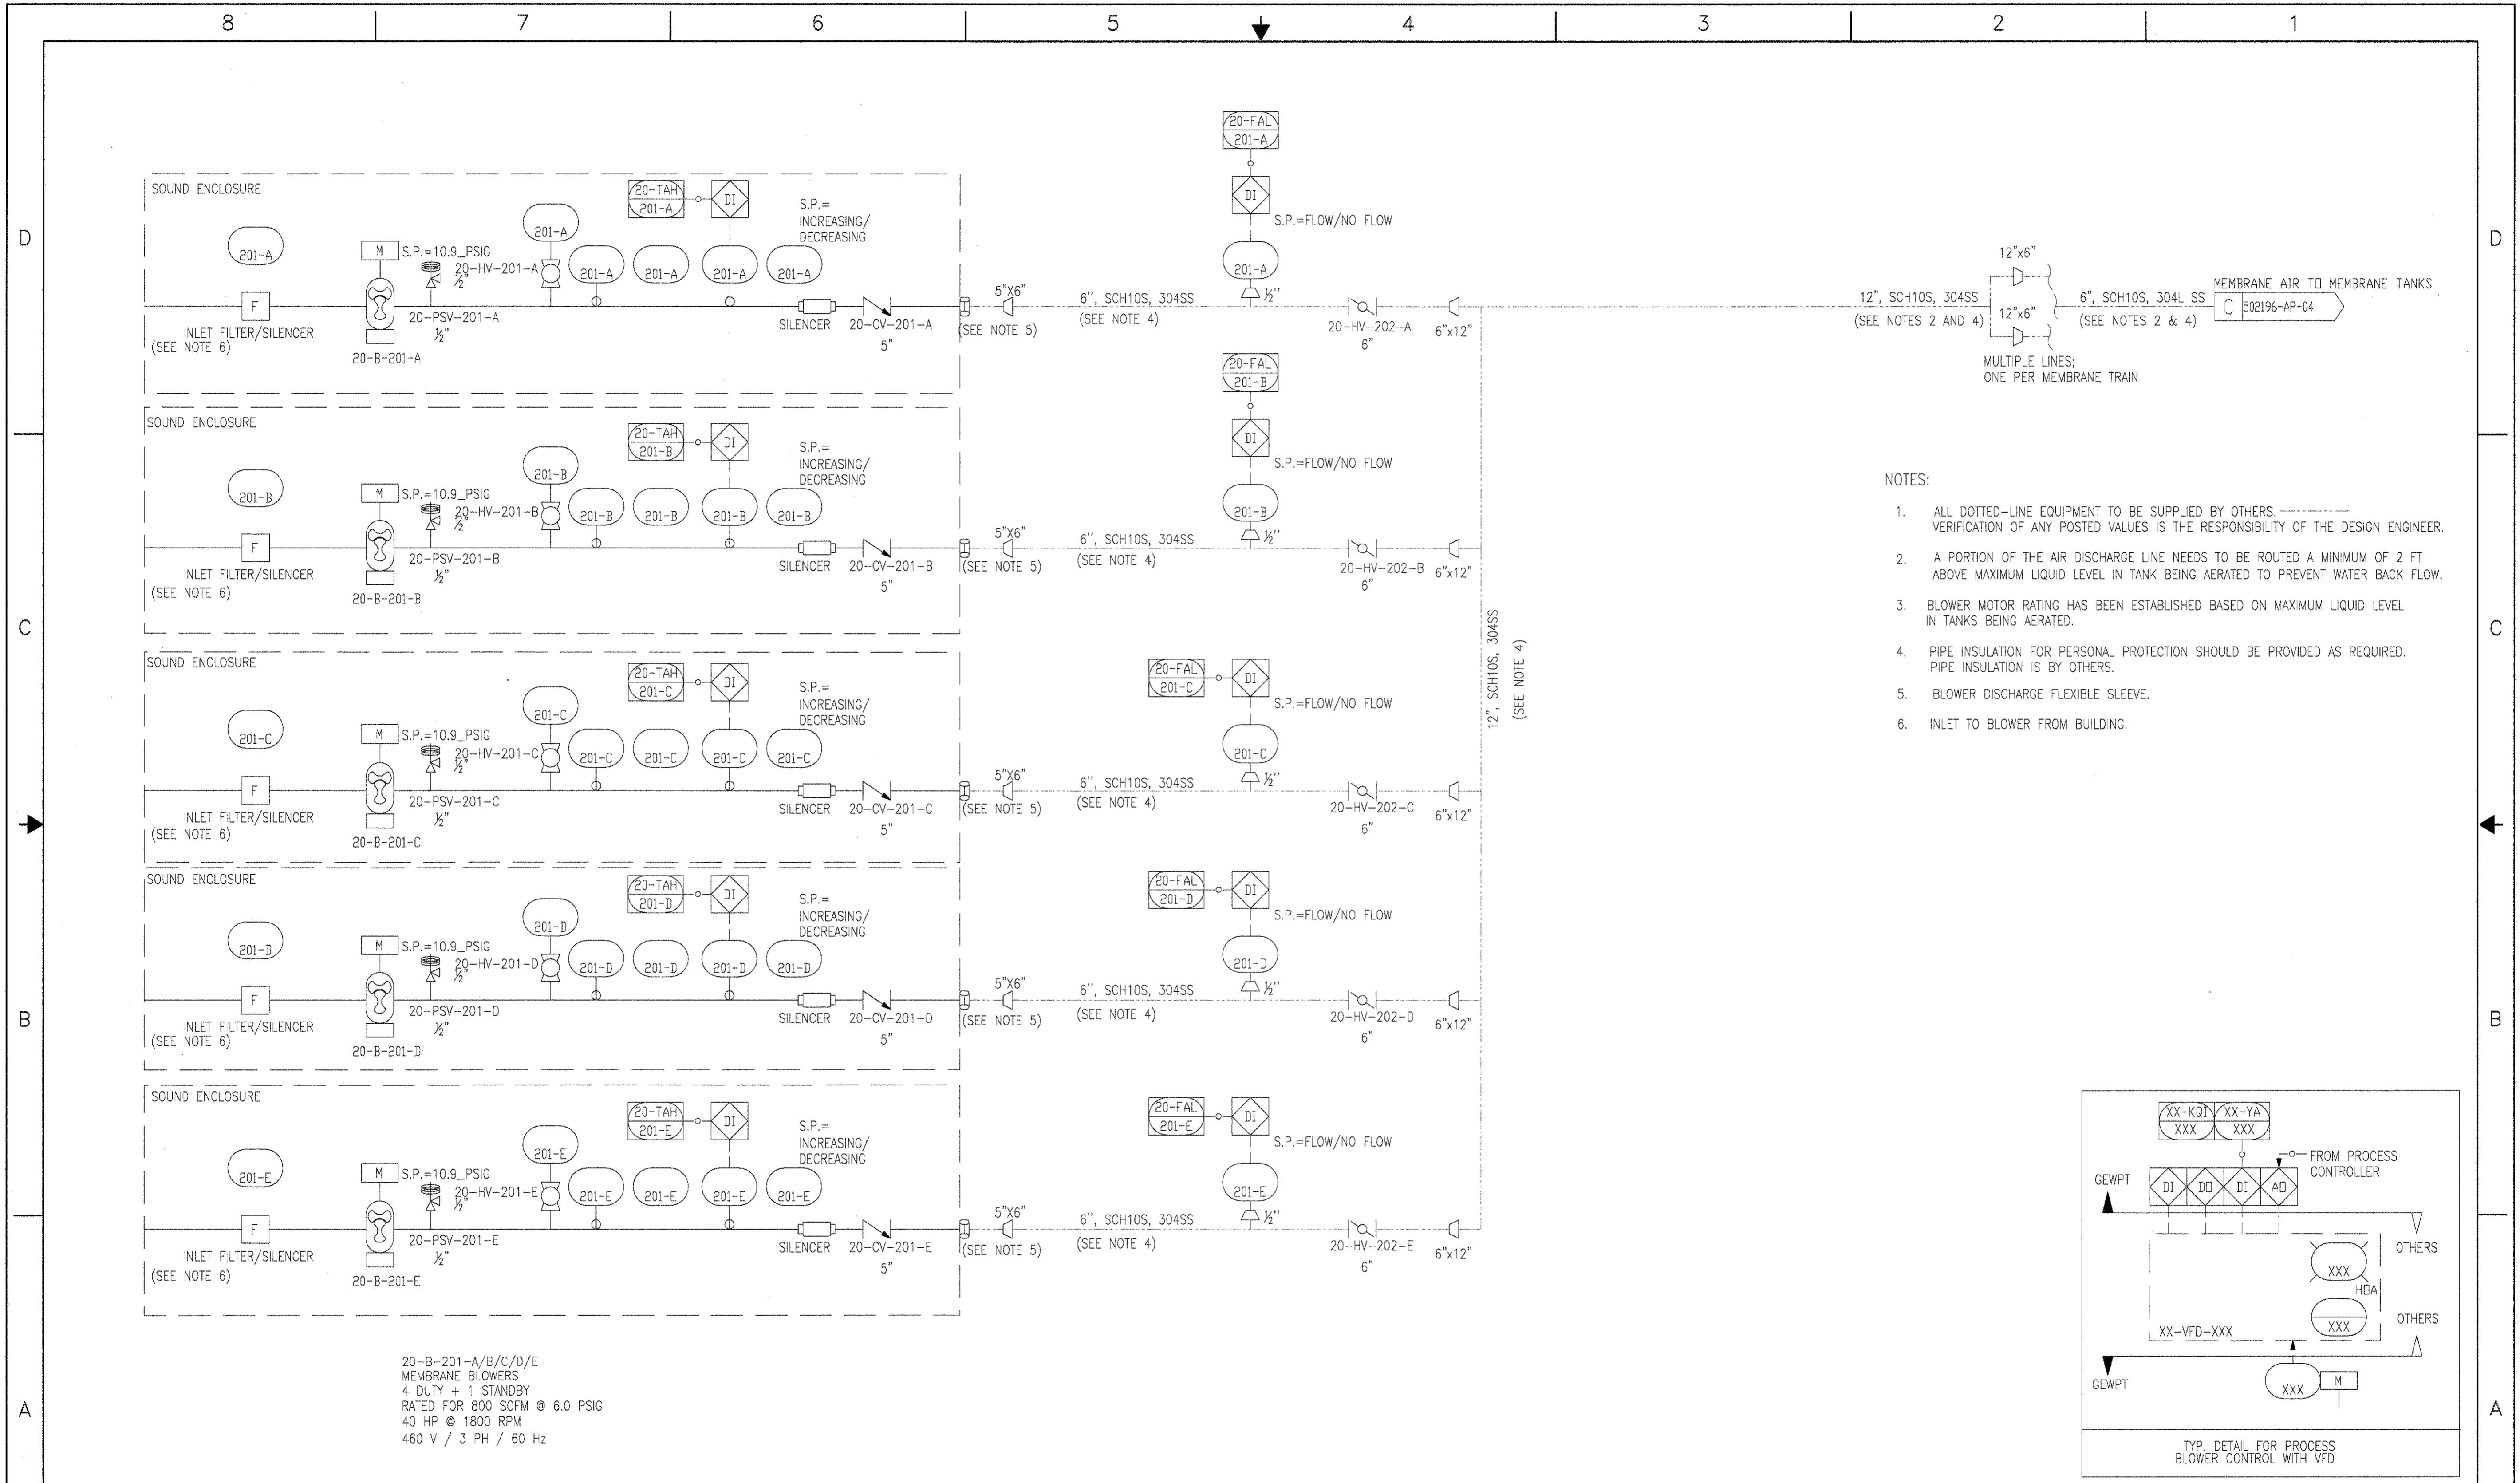 8 7 6 5 4 3 2 1
D
C
B
A
D
C
B
A
SOUND ENCLOSURE
201-A
F
INLET FILTER/SILENCER
(SEE NOTE 6)
M
S.P.=10.9_PSIG
20-HV-201-A
½"
20-PSV-201-A
½"
20-B-201-A
201-A
20-TAH
201-A
DI
S.P.=
INCREASING/
DECREASING
201-A 201-A 201-A 201-A
SILENCER
20-CV-201-A
5"
5"X6"
(SEE NOTE 5)
6", SCH10S, 304SS
(SEE NOTE 4)
20-FAL
201-A
DI
S.P.=FLOW/NO FLOW
201-A
½"
20-HV-202-A
6"
6"x12"
SOUND ENCLOSURE
201-B
F
INLET FILTER/SILENCER
(SEE NOTE 6)
M
S.P.=10.9_PSIG
20-HV-201-B
½"
20-PSV-201-B
½"
20-B-201-B
201-B
20-TAH
201-B
DI
S.P.=
INCREASING/
DECREASING
201-B 201-B 201-B 201-B
SILENCER
20-CV-201-B
5"
5"X6"
(SEE NOTE 5)
6", SCH10S, 304SS
(SEE NOTE 4)
20-FAL
201-B
DI
S.P.=FLOW/NO FLOW
201-B
½"
20-HV-202-B
6"
6"x12"
SOUND ENCLOSURE
201-C
F
INLET FILTER/SILENCER
(SEE NOTE 6)
M
S.P.=10.9_PSIG
20-HV-201-C
½"
20-PSV-201-C
½"
20-B-201-C
201-C
20-TAH
201-C
DI
S.P.=
INCREASING/
DECREASING
201-C 201-C 201-C 201-C
SILENCER
20-CV-201-C
5"
5"X6"
(SEE NOTE 5)
6", SCH10S, 304SS
(SEE NOTE 4)
20-FAL
201-C
DI
S.P.=FLOW/NO FLOW
201-C
½"
20-HV-202-C
6"
6"x12"
SOUND ENCLOSURE
201-D
F
INLET FILTER/SILENCER
(SEE NOTE 6)
M
S.P.=10.9_PSIG
20-HV-201-D
½"
20-PSV-201-D
½"
20-B-201-D
201-D
20-TAH
201-D
DI
S.P.=
INCREASING/
DECREASING
201-D 201-D 201-D 201-D
SILENCER
20-CV-201-D
5"
5"X6"
(SEE NOTE 5)
6", SCH10S, 304SS
(SEE NOTE 4)
20-FAL
201-D
DI
S.P.=FLOW/NO FLOW
201-D
½"
20-HV-202-D
6"
6"x12"
SOUND ENCLOSURE
201-E
F
INLET FILTER/SILENCER
(SEE NOTE 6)
M
S.P.=10.9_PSIG
20-HV-201-E
½"
20-PSV-201-E
½"
20-B-201-E
201-E
20-TAH
201-E
DI
S.P.=
INCREASING/
DECREASING
201-E 201-E 201-E 201-E
SILENCER
20-CV-201-E
5"
5"X6"
(SEE NOTE 5)
6", SCH10S, 304SS
(SEE NOTE 4)
20-FAL
201-E
DI
S.P.=FLOW/NO FLOW
201-E
½"
20-HV-202-E
6"
6"x12"
12", SCH10S, 304SS
(SEE NOTE 4)
12", SCH10S, 304SS
(SEE NOTES 2 AND 4)
12"x6"
12"x6"
MULTIPLE LINES;
ONE PER MEMBRANE TRAIN
6", SCH10S, 304L SS
(SEE NOTES 2 & 4)
MEMBRANE AIR TO MEMBRANE TANKS
C 502196-AP-04
NOTES:
1. ALL DOTTED-LINE EQUIPMENT TO BE SUPPLIED BY OTHERS.
VERIFICATION OF ANY POSTED VALUES IS THE RESPONSIBILITY OF THE DESIGN ENGINEER.
2. A PORTION OF THE AIR DISCHARGE LINE NEEDS TO BE ROUTED A MINIMUM OF 2 FT
ABOVE MAXIMUM LIQUID LEVEL IN TANK BEING AERATED TO PREVENT WATER BACK FLOW.
3. BLOWER MOTOR RATING HAS BEEN ESTABLISHED BASED ON MAXIMUM LIQUID LEVEL
IN TANKS BEING AERATED.
4. PIPE INSULATION FOR PERSONAL PROTECTION SHOULD BE PROVIDED AS REQUIRED.
PIPE INSULATION IS BY OTHERS.
5. BLOWER DISCHARGE FLEXIBLE SLEEVE.
6. INLET TO BLOWER FROM BUILDING.
20-B-201-A/B/C/D/E
MEMBRANE BLOWERS
4 DUTY + 1 STANDBY
RATED FOR 800 SCFM @ 6.0 PSIG
40 HP @ 1800 RPM
460 V / 3 PH / 60 Hz
XX-KQI XX-YA
XXX XXX
FROM PROCESS
CONTROLLER
GEWPT
DI DO DI AO
OTHERS
XXX
HOA
XXX
OTHERS
XX-VFD-XXX
GEWPT
XXX
M
TYP. DETAIL FOR PROCESS
BLOWER CONTROL WITH VFD